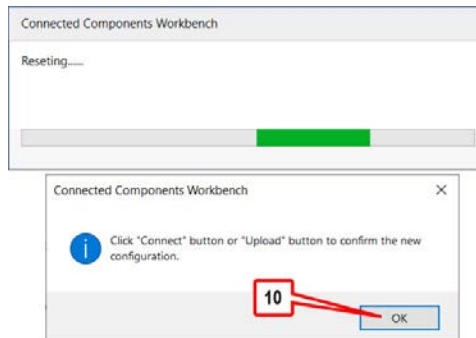 Connected Components Workbench
Reseting......
Connected Components Workbench
Click "Connect" button or "Upload" button to confirm the new
configuration.
10
OK